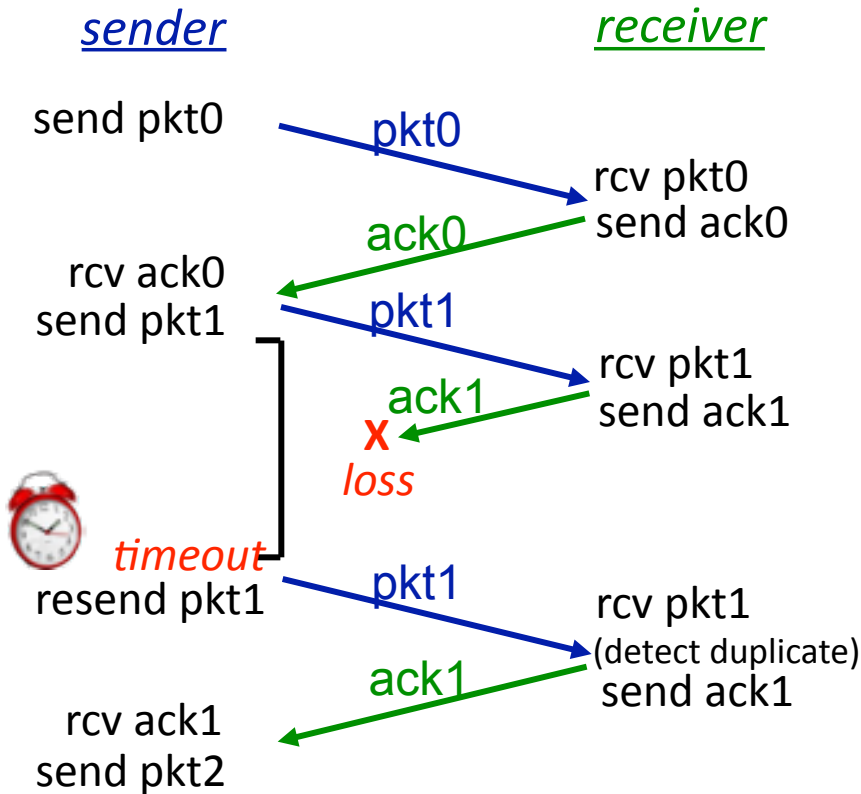 sender
receiver
send pkt0
pkt0
rcv pkt0
send ack0
ack0
rcv ack0
send pkt1
pkt1
rcv pkt1
send ack1
ack1
X
loss
timeout
resend pkt1
pkt1
rcv pkt1
(detect duplicate)
send ack1
ack1
rcv ack1
send pkt2